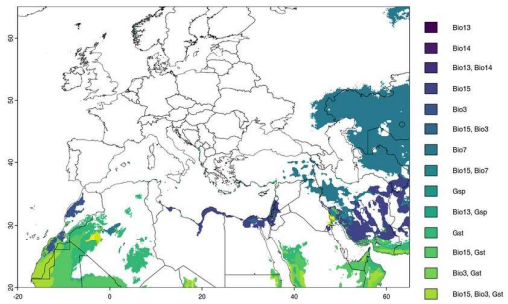 Bio13
Bio14
Bio13, Bio14
Bio15
Bio3
Bio15, Bio3
Bio7
Bio15, Bio7
Gsp
Bio13, Gsp
Gst
Bio15, Gst
Bio3, Gst
Bio15, Bio3, Gst
60
50
40
30
20
-20
0
20
40
60